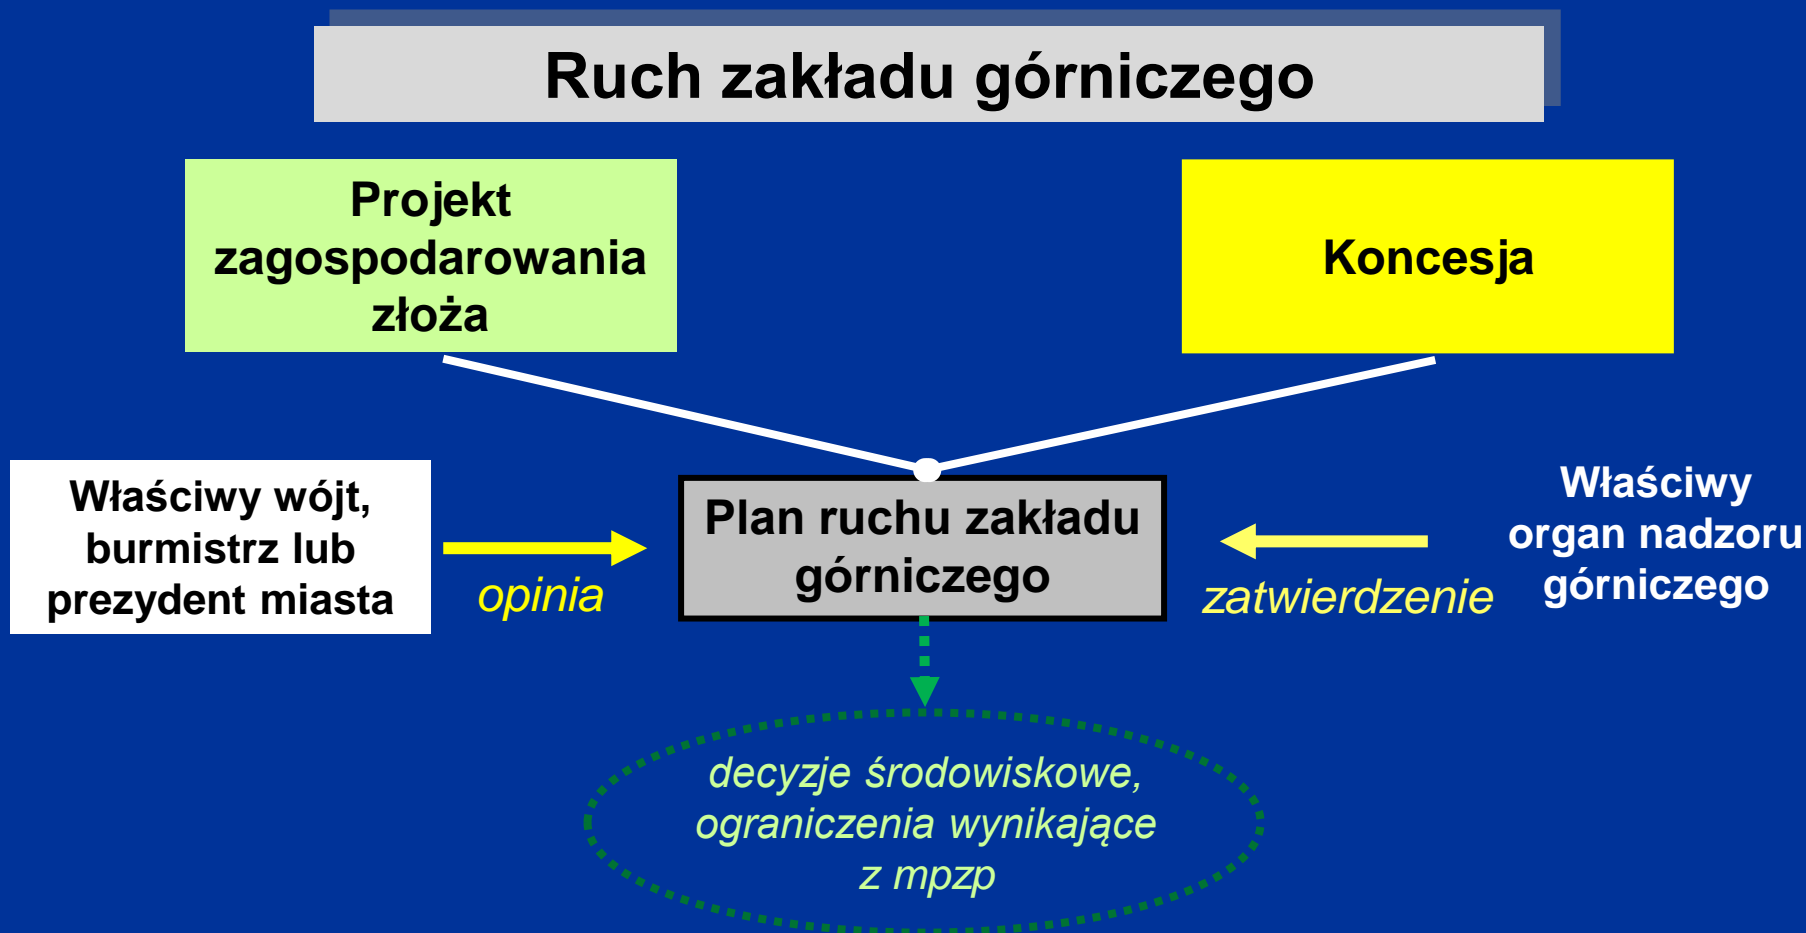 Ruch zakładu górniczego
Projekt
zagospodarowania
złoża
Koncesja
Właściwy wójt,
burmistrz lub
prezydent miasta
opinia
Plan ruchu zakładu
górniczego
zatwierdzenie
Właściwy
organ nadzoru
górniczego
decyzje środowiskowe,
ograniczenia wynikające
z mpzp